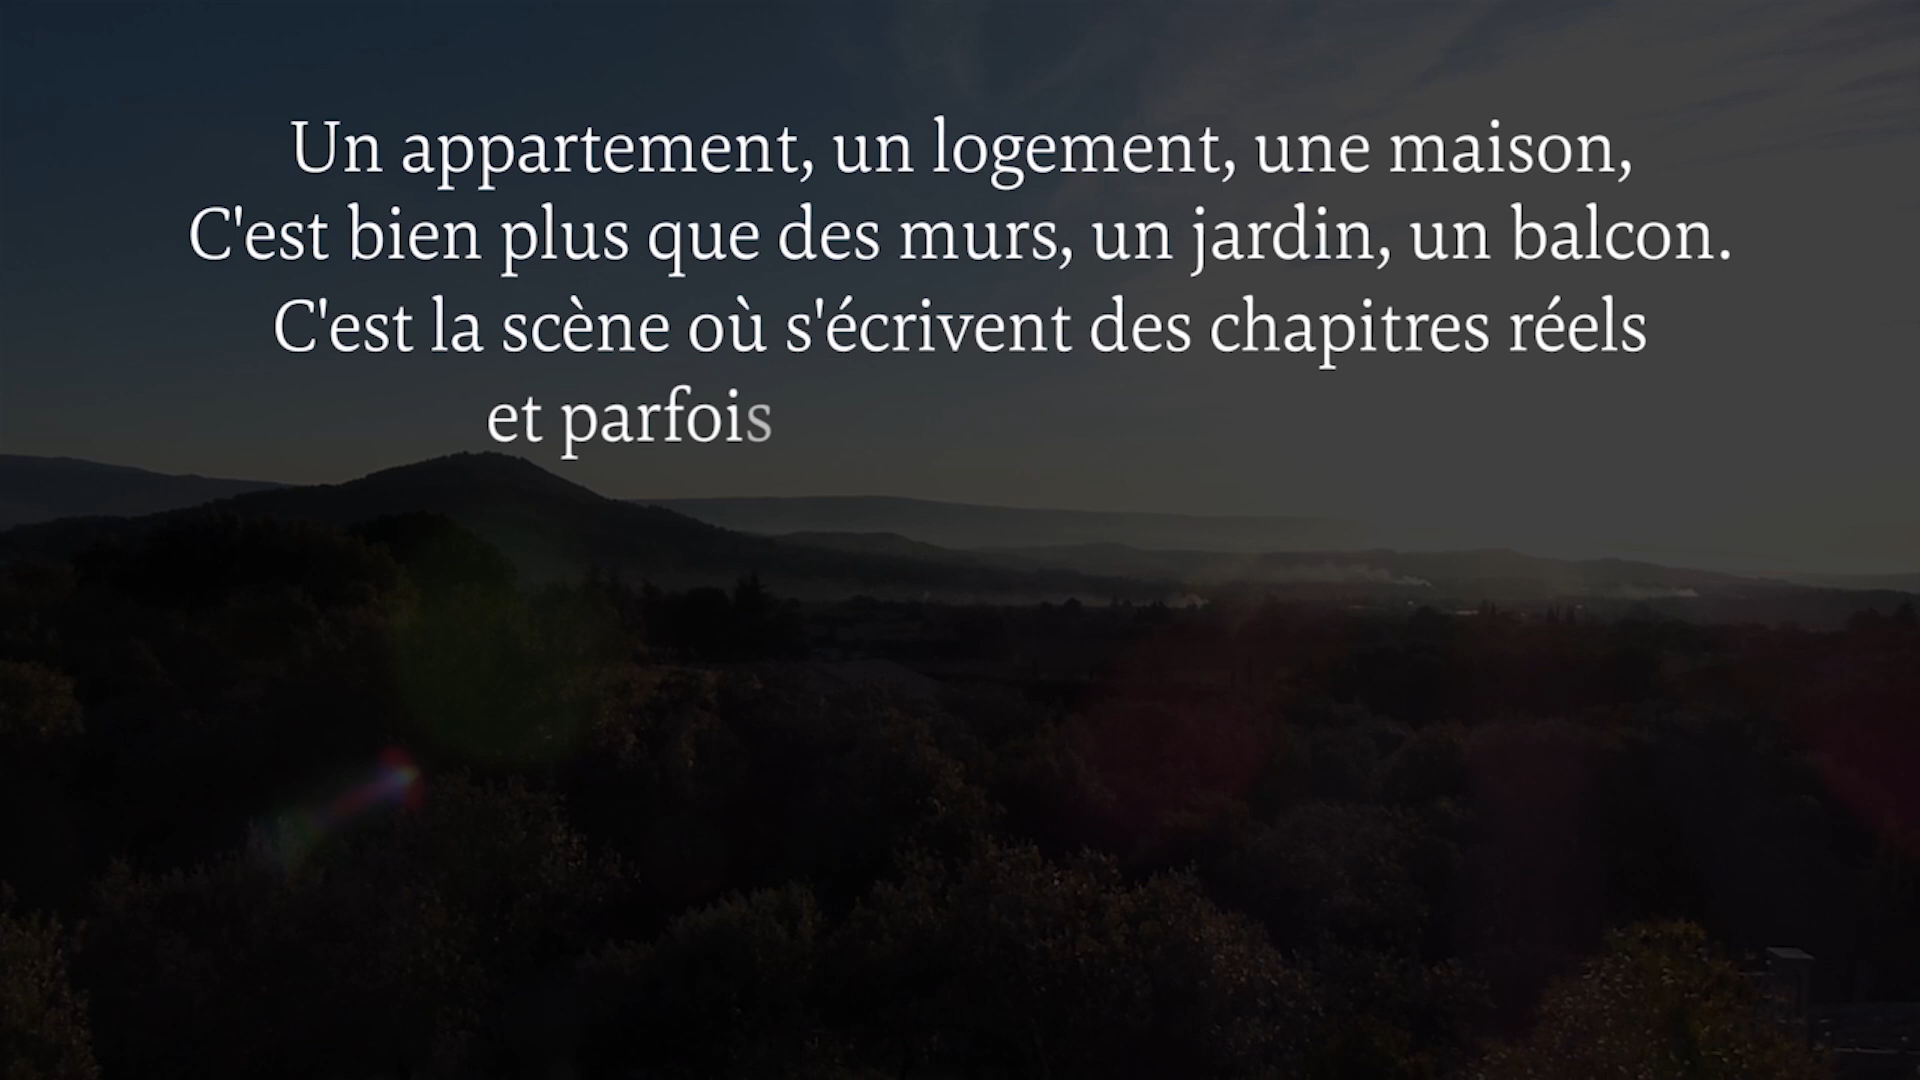 Un appartement, un logement, une maison,
C'est bien plus que des murs, un jardin, un balcon.
C'est la scène où s'écrivent des chapitres réels
et parfois